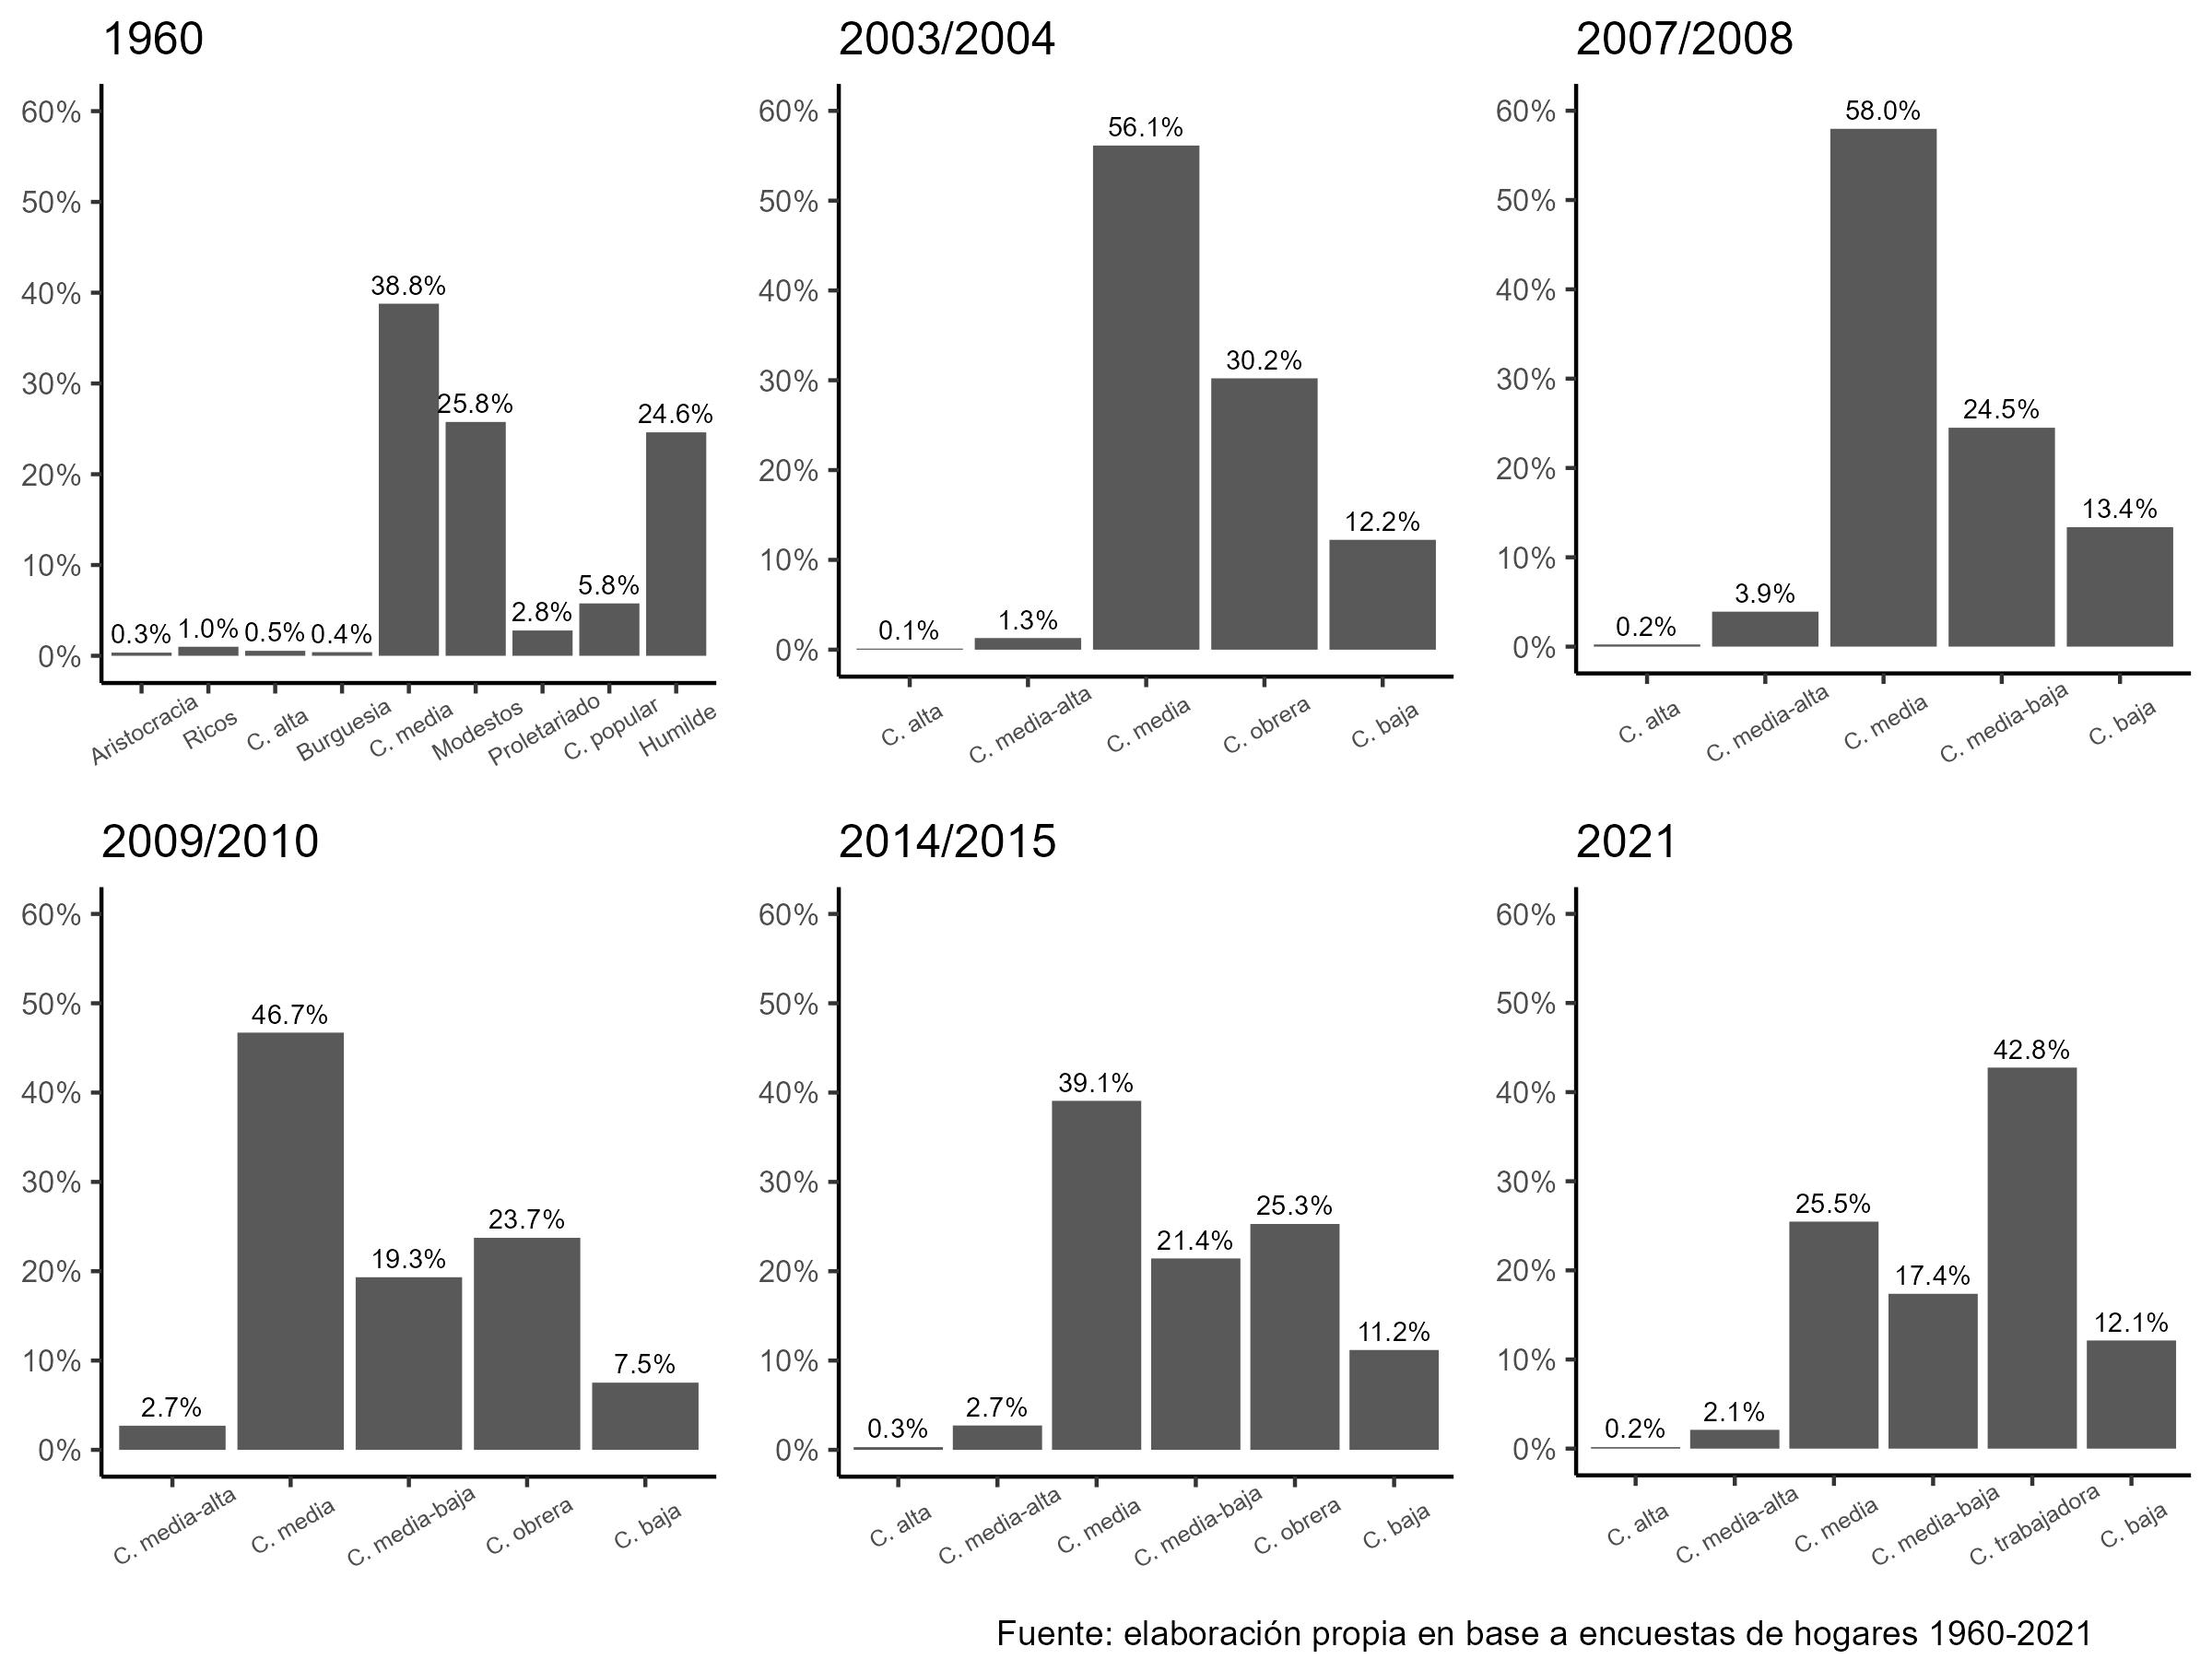 1960
60%
50%
40%
30%
20%
10%
0%
0.3%
1.0%
0.5%
0.4%
38.8%
25.8%
2.8%
5.8%
24.6%
Aristocracia
Ricos
C. alta
Burguesia
C. media
Modestos
Proletariado
C. popular
Humilde
2003/2004
60%
50%
40%
30%
20%
10%
0%
0.1%
1.3%
56.1%
30.2%
12.2%
C. alta
C. media-alta
C. media
C. obrera
C. baja
2007/2008
60%
50%
40%
30%
20%
10%
0%
0.2%
3.9%
58.0%
24.5%
13.4%
C. alta
C. media-alta
C. media
C. media-baja
C. baja
2009/2010
60%
50%
40%
30%
20%
10%
0%
2.7%
46.7%
19.3%
23.7%
7.5%
C. media-alta
C. media
C. media-baja
C. obrera
C. baja
2014/2015
60%
50%
40%
30%
20%
10%
0%
0.3%
2.7%
39.1%
21.4%
25.3%
11.2%
C. alta
C. media-alta
C. media
C. media-baja
C. obrera
C. baja
2021
60%
50%
40%
30%
20%
10%
0%
0.2%
2.1%
25.5%
17.4%
42.8%
12.1%
C. alta
C. media-alta
C. media
C. media-baja
C. trabajadora
C. baja
Fuente: elaboración propia en base a encuestas de hogares 1960-2021